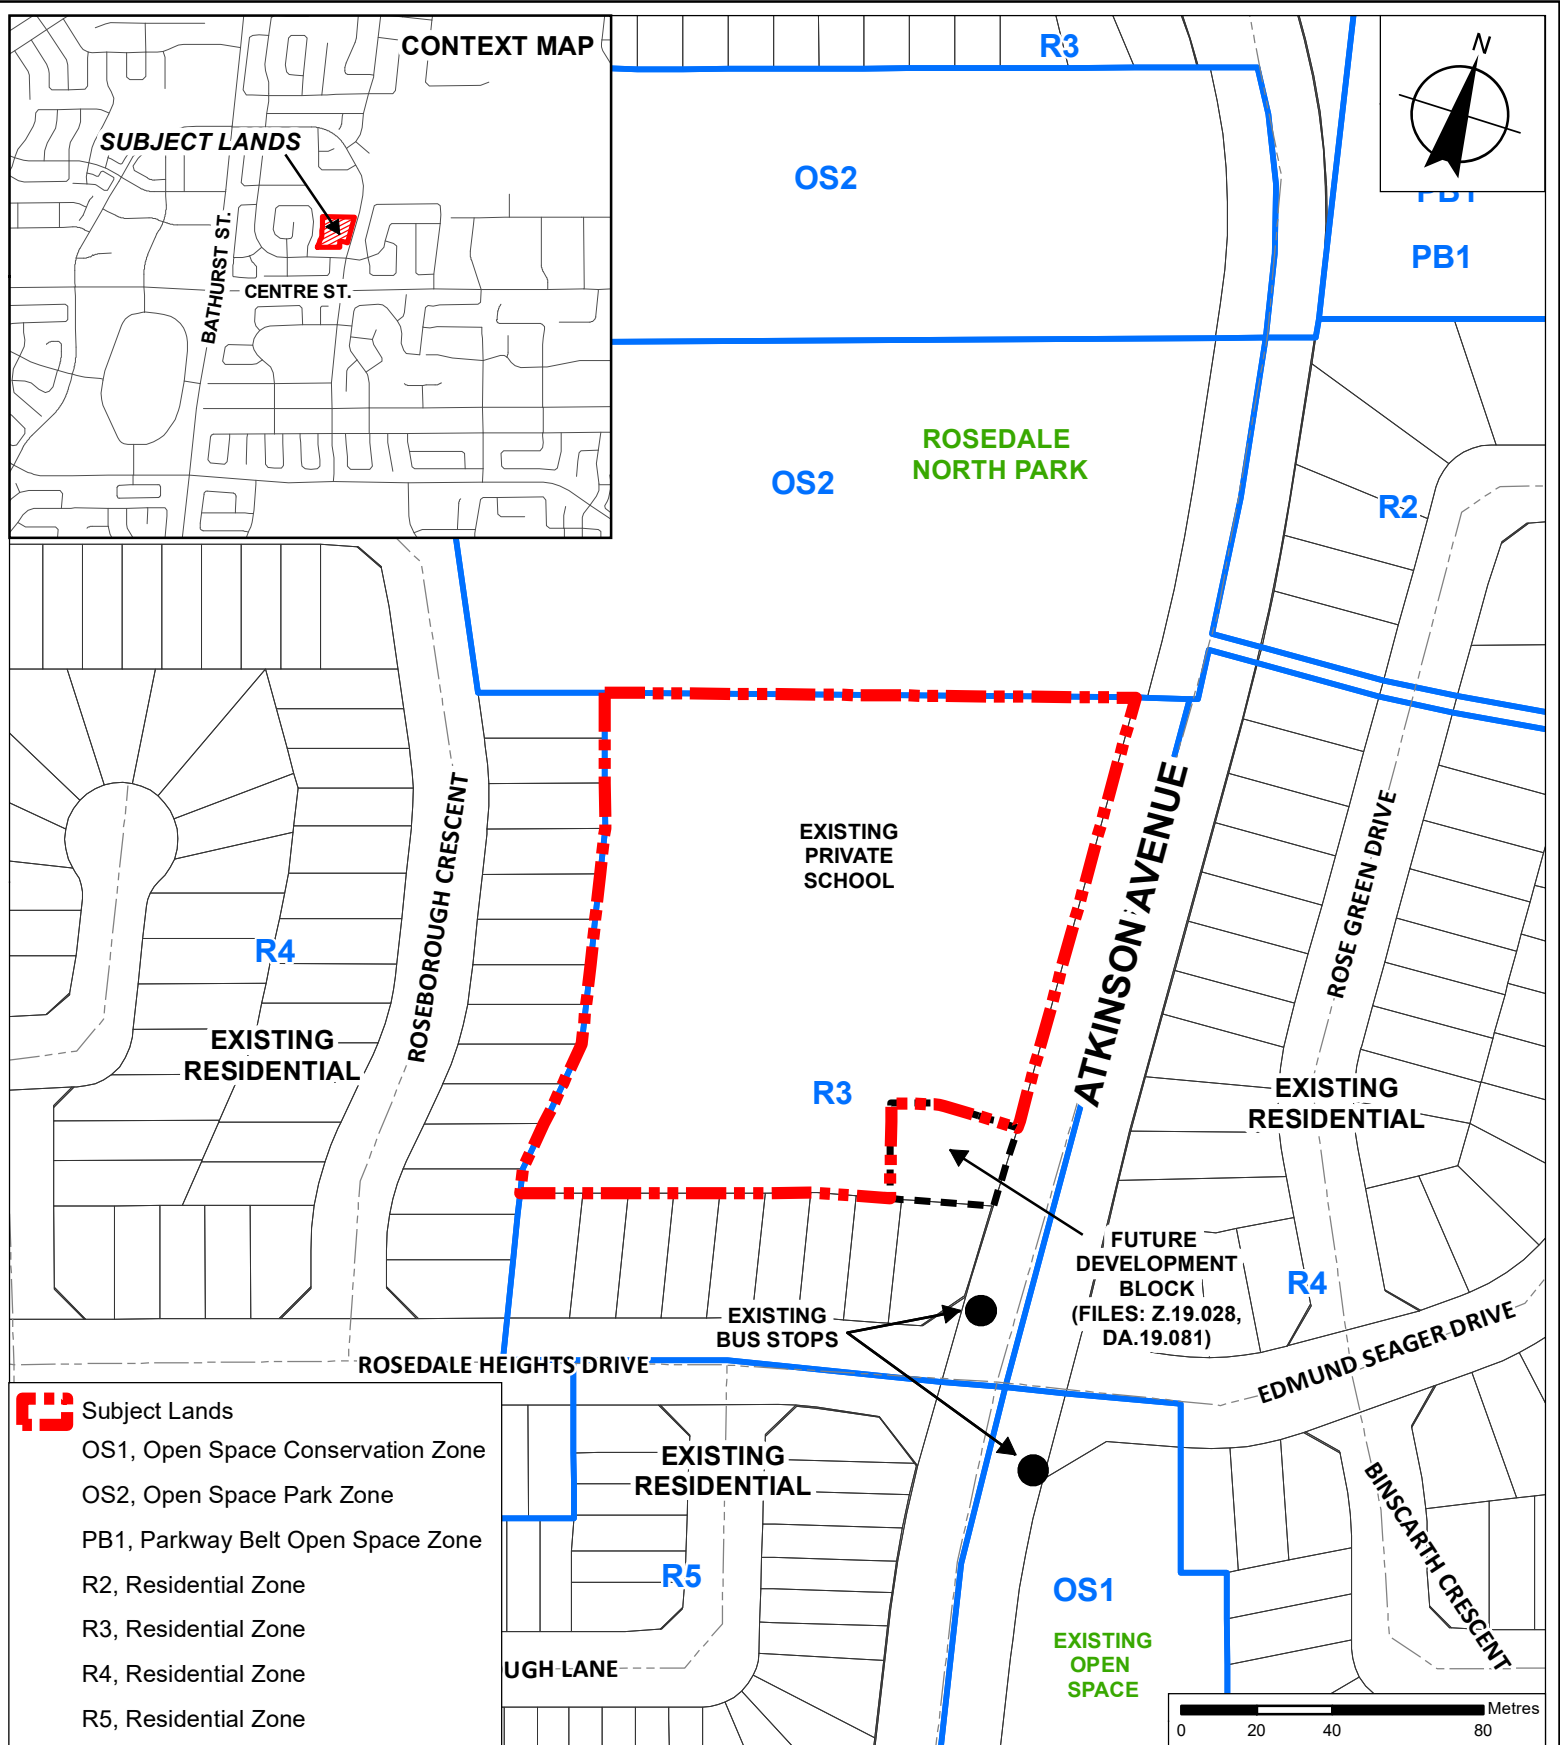 CONTEXT MAP
SUBJECT LANDS
BATHURST ST.
CENTRE ST.
R3
N
OS2
PB1
PB1
ROSEDALE
NORTH PARK
OS2
R2
EXISTING
PRIVATE
SCHOOL
ATKINSON AVENUE
ROSE GREEN DRIVE
ROSEBOROUGH CRESCENT
R4
EXISTING
RESIDENTIAL
R3
EXISTING
RESIDENTIAL
FUTURE
DEVELOPMENT
BLOCK
(FILES: Z.19.028,
DA.19.081)
R4
EXISTING
BUS STOPS
ROSEDALE HEIGHTS DRIVE
EDMUND SEAGER DRIVE
EXISTING
RESIDENTIAL
BINSCARTH CRESCENT
R5
OS1
EXISTING
OPEN
SPACE
UGH LANE
Subject Lands
OS1, Open Space Conservation Zone
OS2, Open Space Park Zone
PB1, Parkway Belt Open Space Zone
R2, Residential Zone
R3, Residential Zone
R4, Residential Zone
R5, Residential Zone
Metres
0 20 40 80